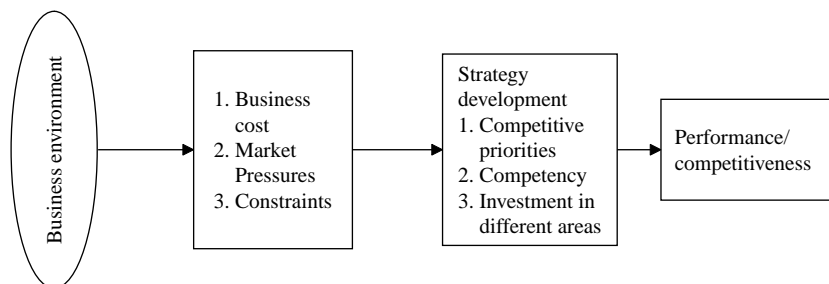 Business environment
1. Business
cost
2. Market
Pressures
3. Constraints
Strategy
development
1. Competitive
priorities
2. Competency
3. Investment in
different areas
Performance/
competitiveness